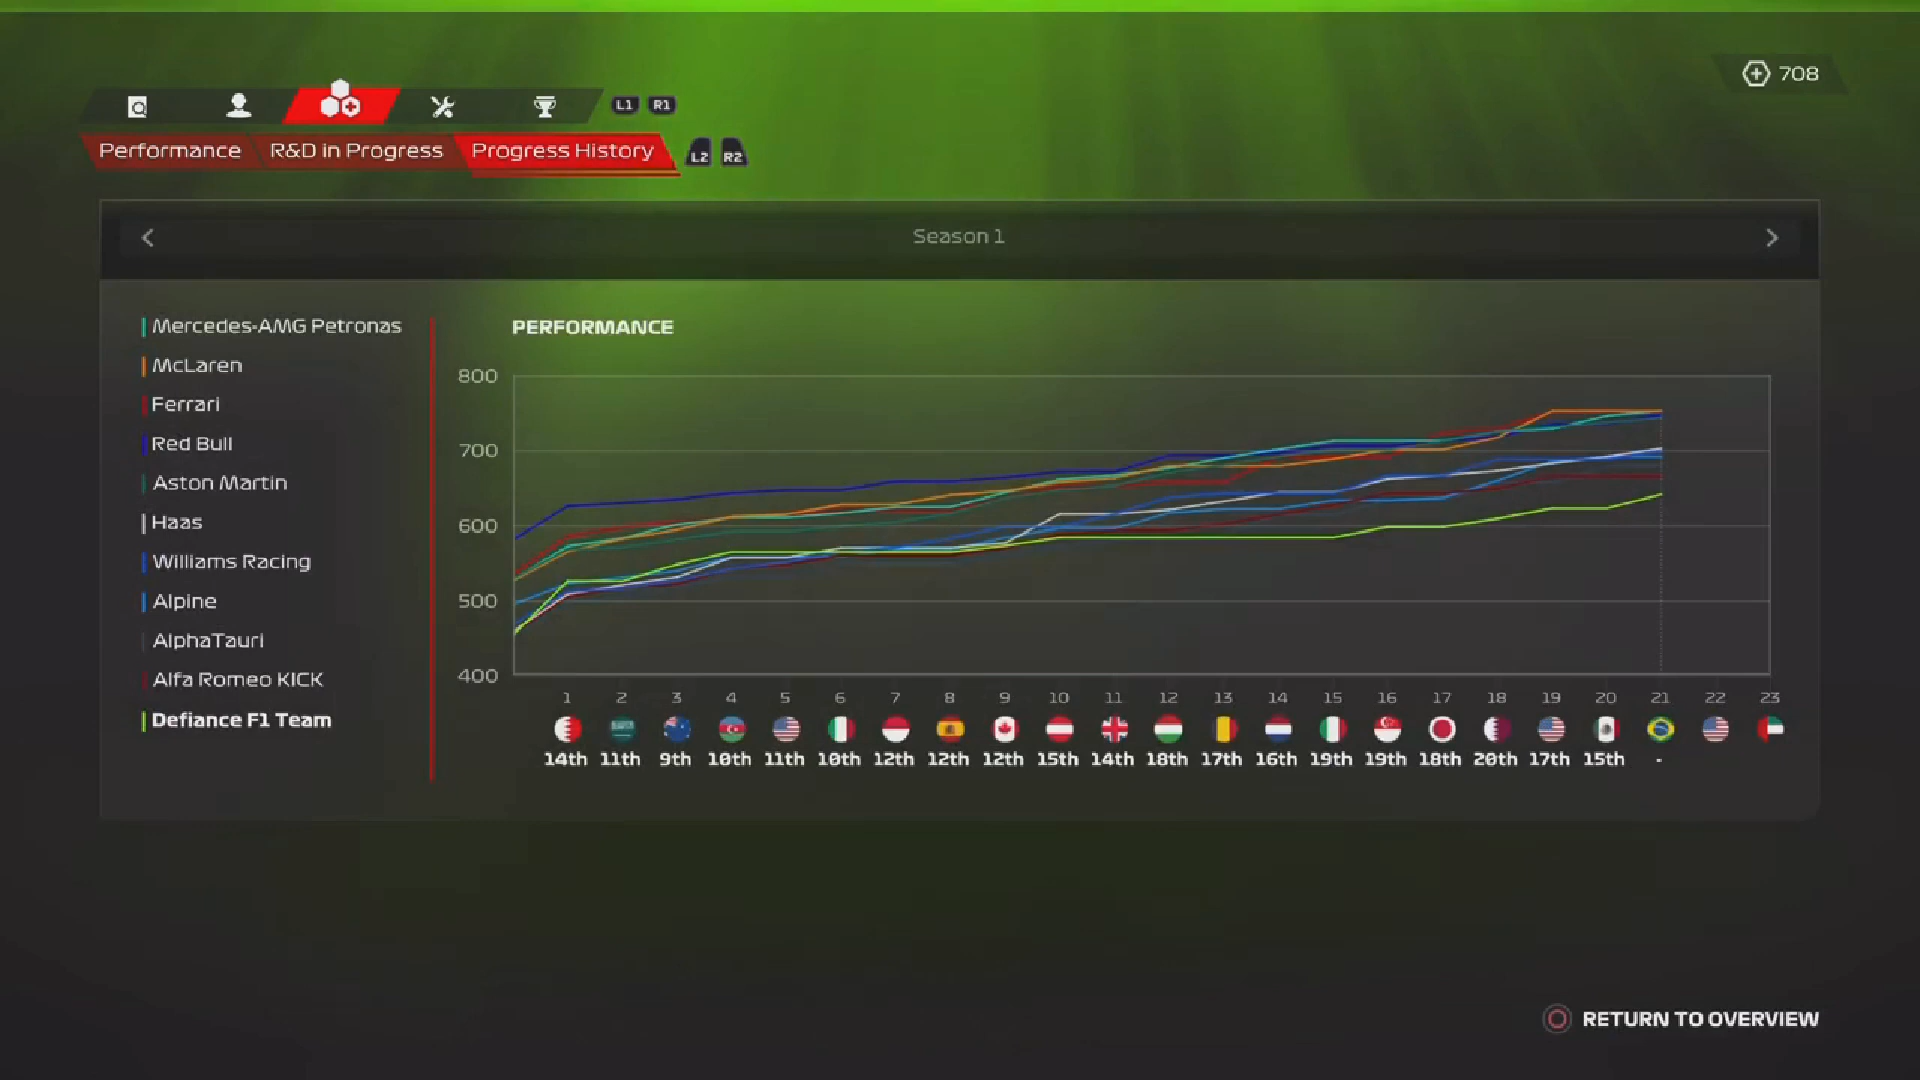 708
L1 R1
Performance R&D in Progress Progress History L2 R2
Season 1
Mercedes-AMG Petronas
McLaren
Ferrari
Red Bull
Aston Martin
Haas
Williams Racing
Alpine
AlphaTauri
Alfa Romeo KICK
Defiance F1 Team
PERFORMANCE
800
700
600
500
400
1 2 3 4 5 6 7 8 9 10 11 12 13 14 15 16 17 18 19 20 21 22 23
14th 11th 9th 10th 11th 10th 12th 12th 12th 15th 14th 18th 17th 16th 19th 19th 18th 20th 17th 15th -
RETURN TO OVERVIEW